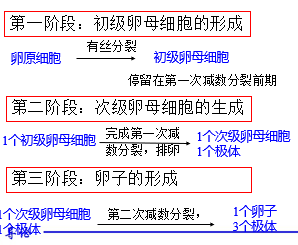 第一阶段：初级卵母细胞的形成
有丝分裂
卵原细胞
初级卵母细胞
停留在第一次减数分裂前期
第二阶段：次级卵母细胞的生成
完成第一次减
1个初级卵母细胞
数分裂，排卵
1个次级卵母细胞
1个极体
第三阶段：卵子的形成
1个次级卵母细胞
1个极体
第二次减数分裂，
1个卵子
3个极体